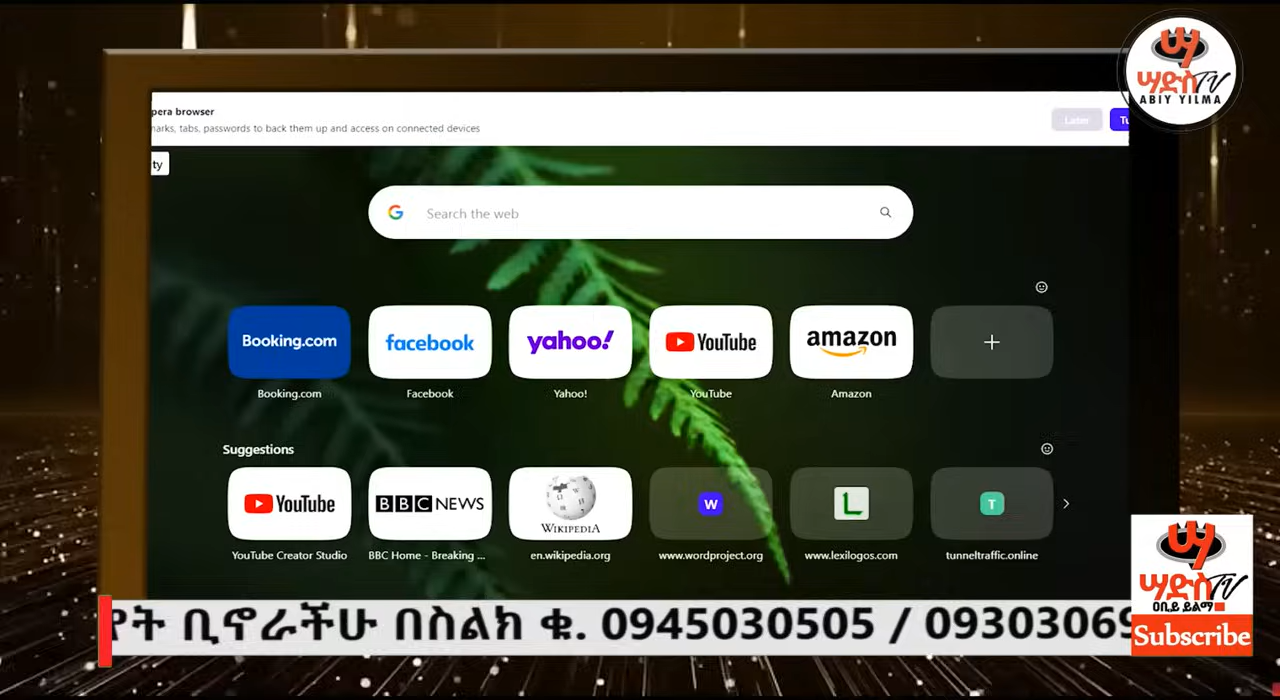 pera browser
arks, tabs, passwords to back them up and access on connected devices
Later
ty
ሣድስTV
ABIY YILMA
Search the web
Booking.com
facebook
yahoo!
YouTube
amazon
Booking.com
Facebook
Yahoo!
YouTube
Amazon
Suggestions
YouTube
BBC NEWS
WIKIPEDIA
W
L
T
YouTube Creator Studio
BBC Home - Breaking ...
en.wikipedia.org
www.wordproject.org
www.lexilogos.com
tunneltraffic.online
ሣድስTV
ዐቢይ ይልማ
Subscribe
የት ቢኖራችሁ በስልክ ቁ. 0945030505 / 09303069